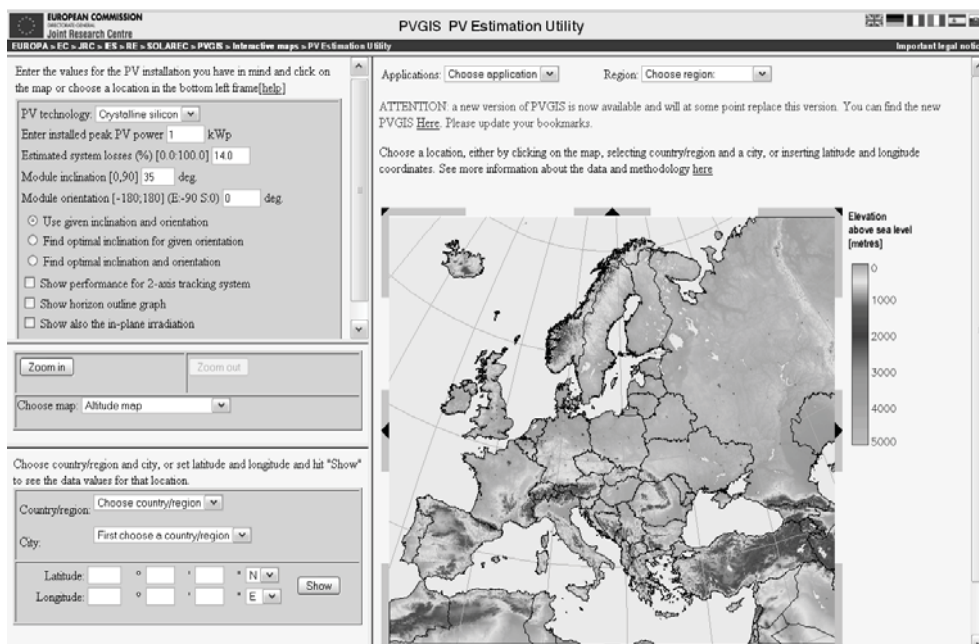 EUROPEAN COMMISSION
DIRECTORATE-GENERAL
Joint Research Centre
PVGIS PV Estimation Utility
EUROPA > EC > JRC > IES > RE > SOLAREC > PVGIS > Interactive maps > PV Estimation Utility
Important legal notic
Enter the values for the PV installation you have in mind and click on
the map or choose a location in the bottom left frame[help]
PV technology: Crystalline silicon
Enter installed peak PV power 1 kWp
Estimated system losses (%) [0.0:100.0] 14.0
Module inclination [0,90] 35 deg.
Module orientation [-180;180] (E:-90 S:0) 0 deg.
Use given inclination and orientation
Find optimal inclination for given orientation
Find optimal inclination and orientation
Show performance for 2-axis tracking system
Show horizon outline graph
Show also the in-plane irradiation
Zoom in
Zoom out
Choose map: Altitude map
Choose country/region and city, or set latitude and longitude and hit "Show"
to see the data values for that location.
Country/region: Choose country/region
City: First choose a country/region
Latitude: ° ' " N
Longitude: ° ' " E
Show
Applications: Choose application Region: Choose region:
ATTENTION: a new version of PVGIS is now available and will at some point replace this version. You can find the new
PVGIS Here. Please update your bookmarks.
Choose a location, either by clicking on the map, selecting country/region and a city, or inserting latitude and longitude
coordinates. See more information about the data and methodology here
Elevation
above sea level
[metres]
0
1000
2000
3000
4000
5000